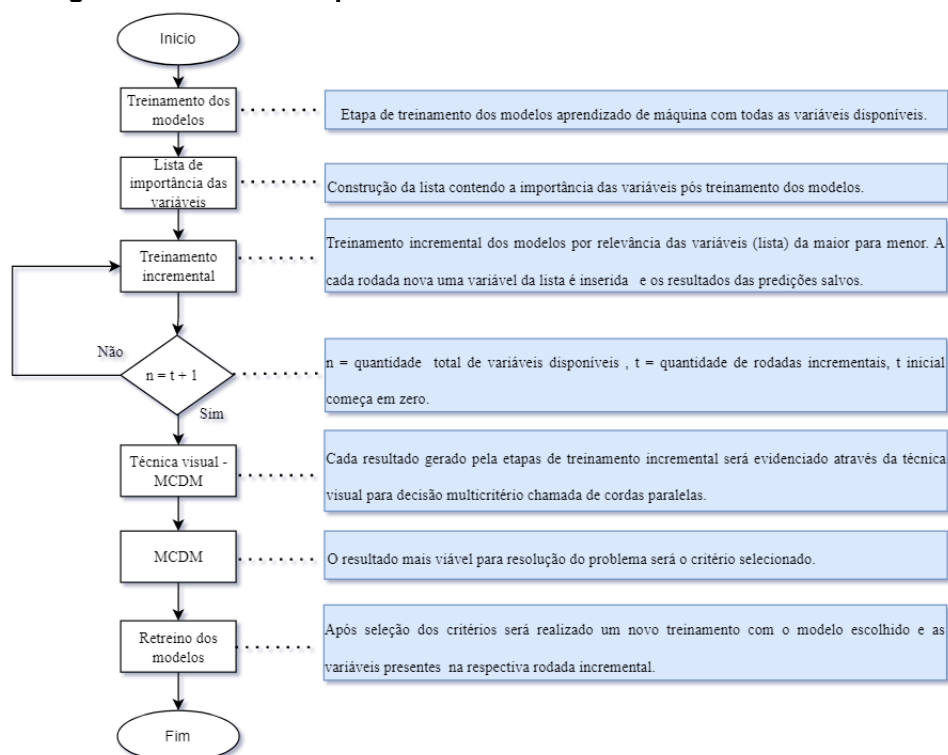 Inicio
Treinamento dos
modelos
Etapa de treinamento dos modelos aprendizado de máquina com todas as variáveis disponíveis.
Lista de
importância das
variáveis
Construção da lista contendo a importância das variáveis pós treinamento dos modelos.
Treinamento
incremental
Treinamento incremental dos modelos por relevância das variáveis (lista) da maior para menor. A
cada rodada nova uma variável da lista é inserida e os resultados das predições salvos.
Não
n = t + 1
Sim
n = quantidade total de variáveis disponíveis , t = quantidade de rodadas incrementais, t inicial
começa em zero.
Técnica visual -
MCDM
Cada resultado gerado pela etapas de treinamento incremental será evidenciado através da técnica
visual para decisão multicritério chamada de cordas paralelas.
MCDM
O resultado mais viável para resolução do problema será o critério selecionado.
Retreino dos
modelos
Após seleção dos critérios será realizado um novo treinamento com o modelo escolhido e as
variáveis presentes na respectiva rodada incremental.
Fim